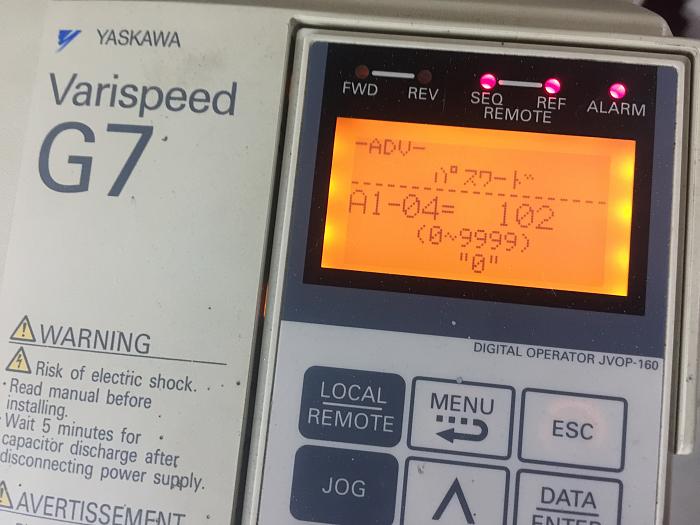 YASKAWA
Varispeed
G7
WARNING
Risk of electric shock.
· Read manual before
installing.
· Wait 5 minutes for
capacitor discharge after
disconnecting power supply.
AVERTISSEMENT
FWD
REV
SEQ
REF
REMOTE
ALARM
-ADV-
パスワード
A1-04= 102
(0~9999)
"0"
DIGITAL OPERATOR JVOP-160
LOCAL
REMOTE
MENU
ESC
JOG
DATA
ENTER